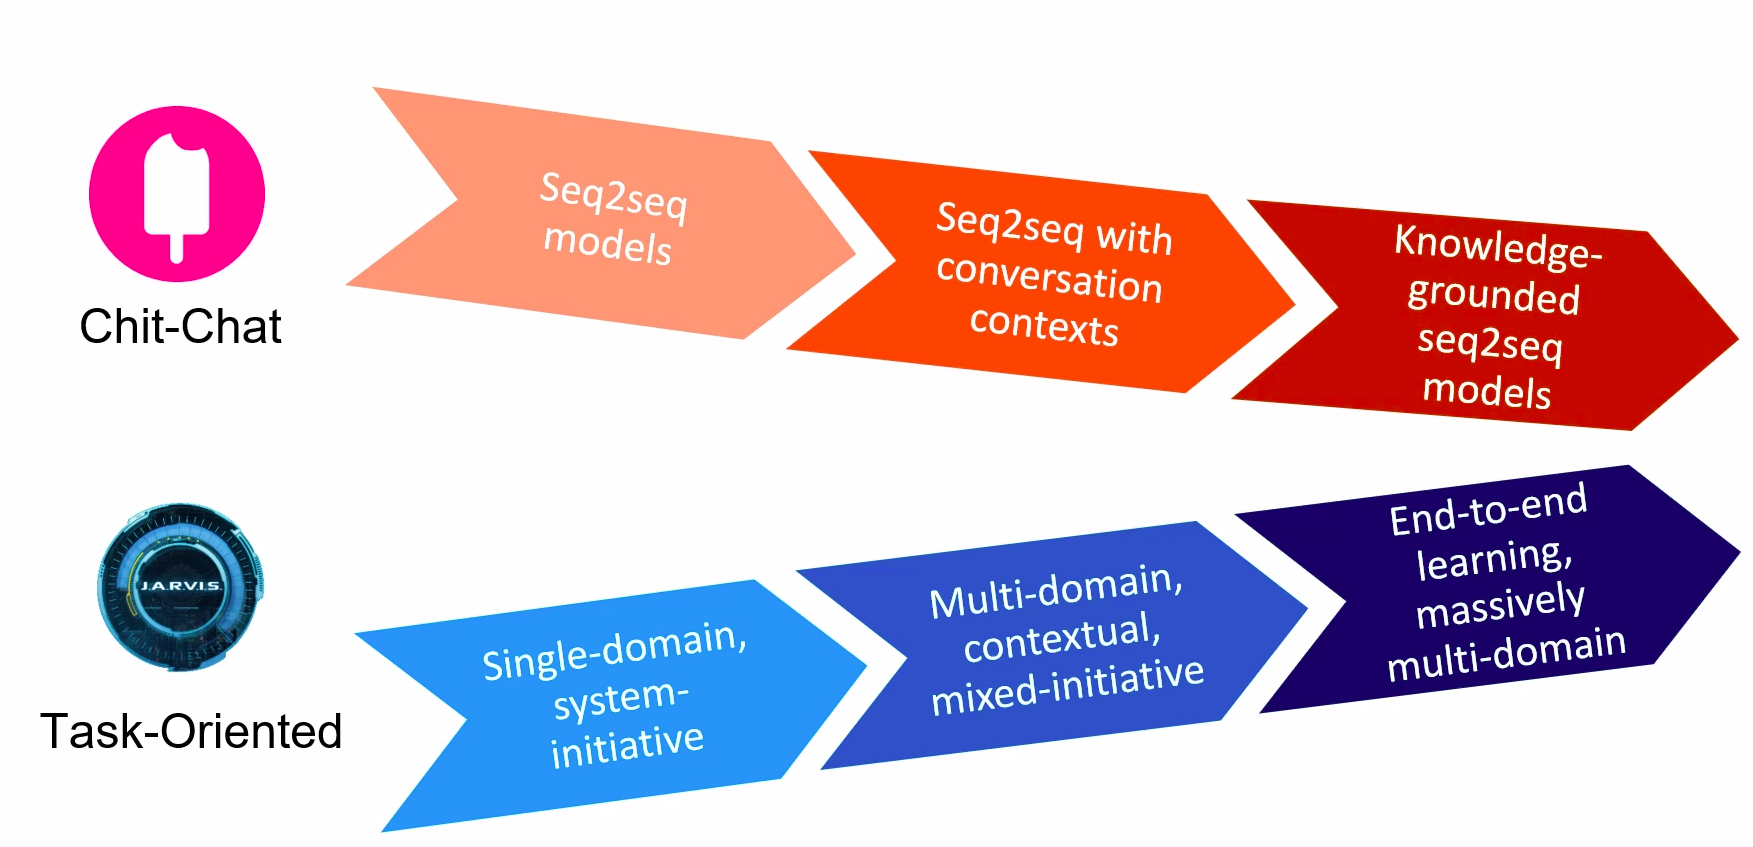 Chit-Chat
Seq2seq
models
Seq2seq with
conversation
contexts
Knowledge-
grounded
seq2seq
models
J.A.R.V.I.S.
Task-Oriented
Single-domain,
system-
initiative
Multi-domain,
contextual,
mixed-initiative
End-to-end
learning,
massively
multi-domain